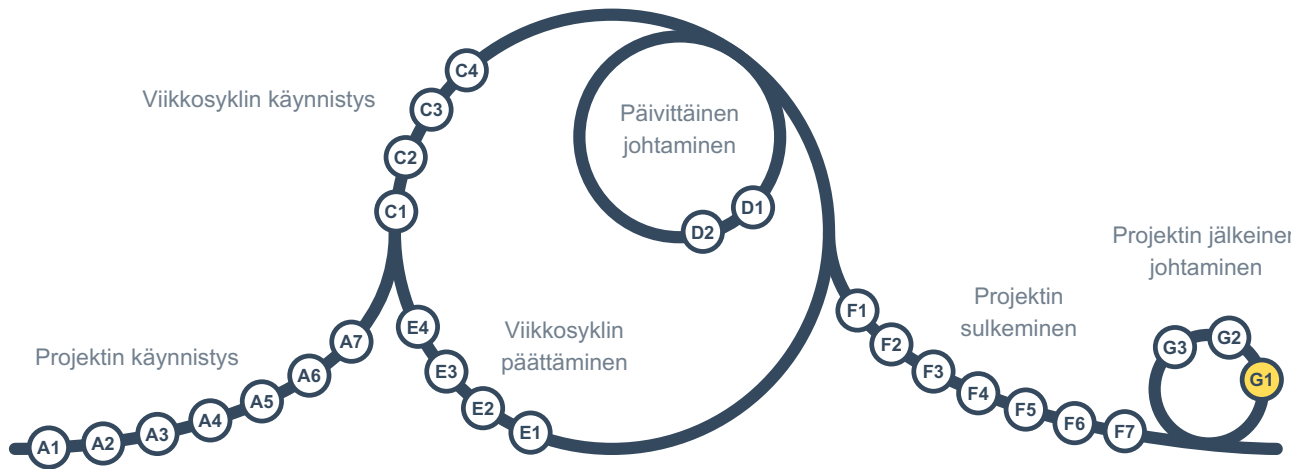 Viikkosyklin käynnistys
C4
C3
C2
C1
Päivittäinen
johtaminen
D1
D2
Projektin käynnistys
A1
A2
A3
A4
A5
A6
A7
Viikkosyklin
päättäminen
E4
E3
E2
E1
Projektin
sulkeminen
F1
F2
F3
F4
F5
F6
F7
Projektin jälkeinen
johtaminen
G3
G2
G1